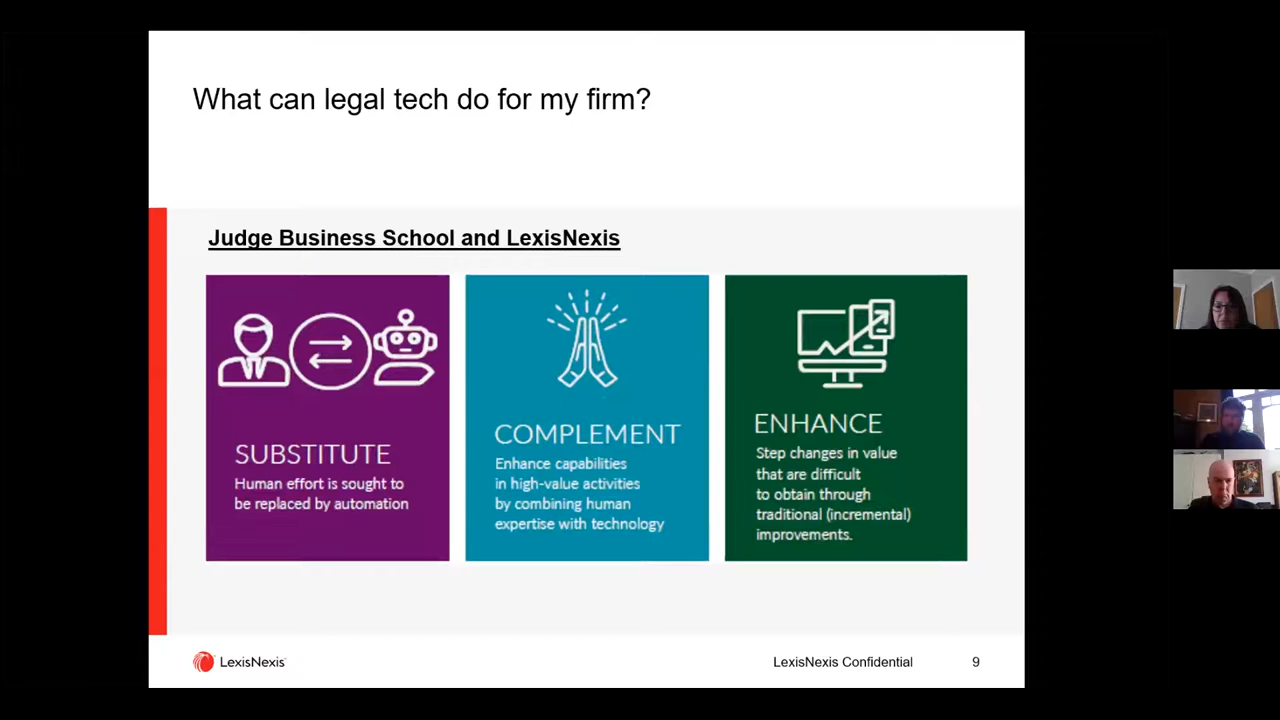 What can legal tech do for my firm?
Judge Business School and LexisNexis
SUBSTITUTE
Human effort is sought to
be replaced by automation
COMPLEMENT
Enhance capabilities
in high-value activities
by combining human
expertise with technology
ENHANCE
Step changes in value
that are difficult
to obtain through
traditional (incremental)
improvements.
LexisNexis
LexisNexis Confidential
9